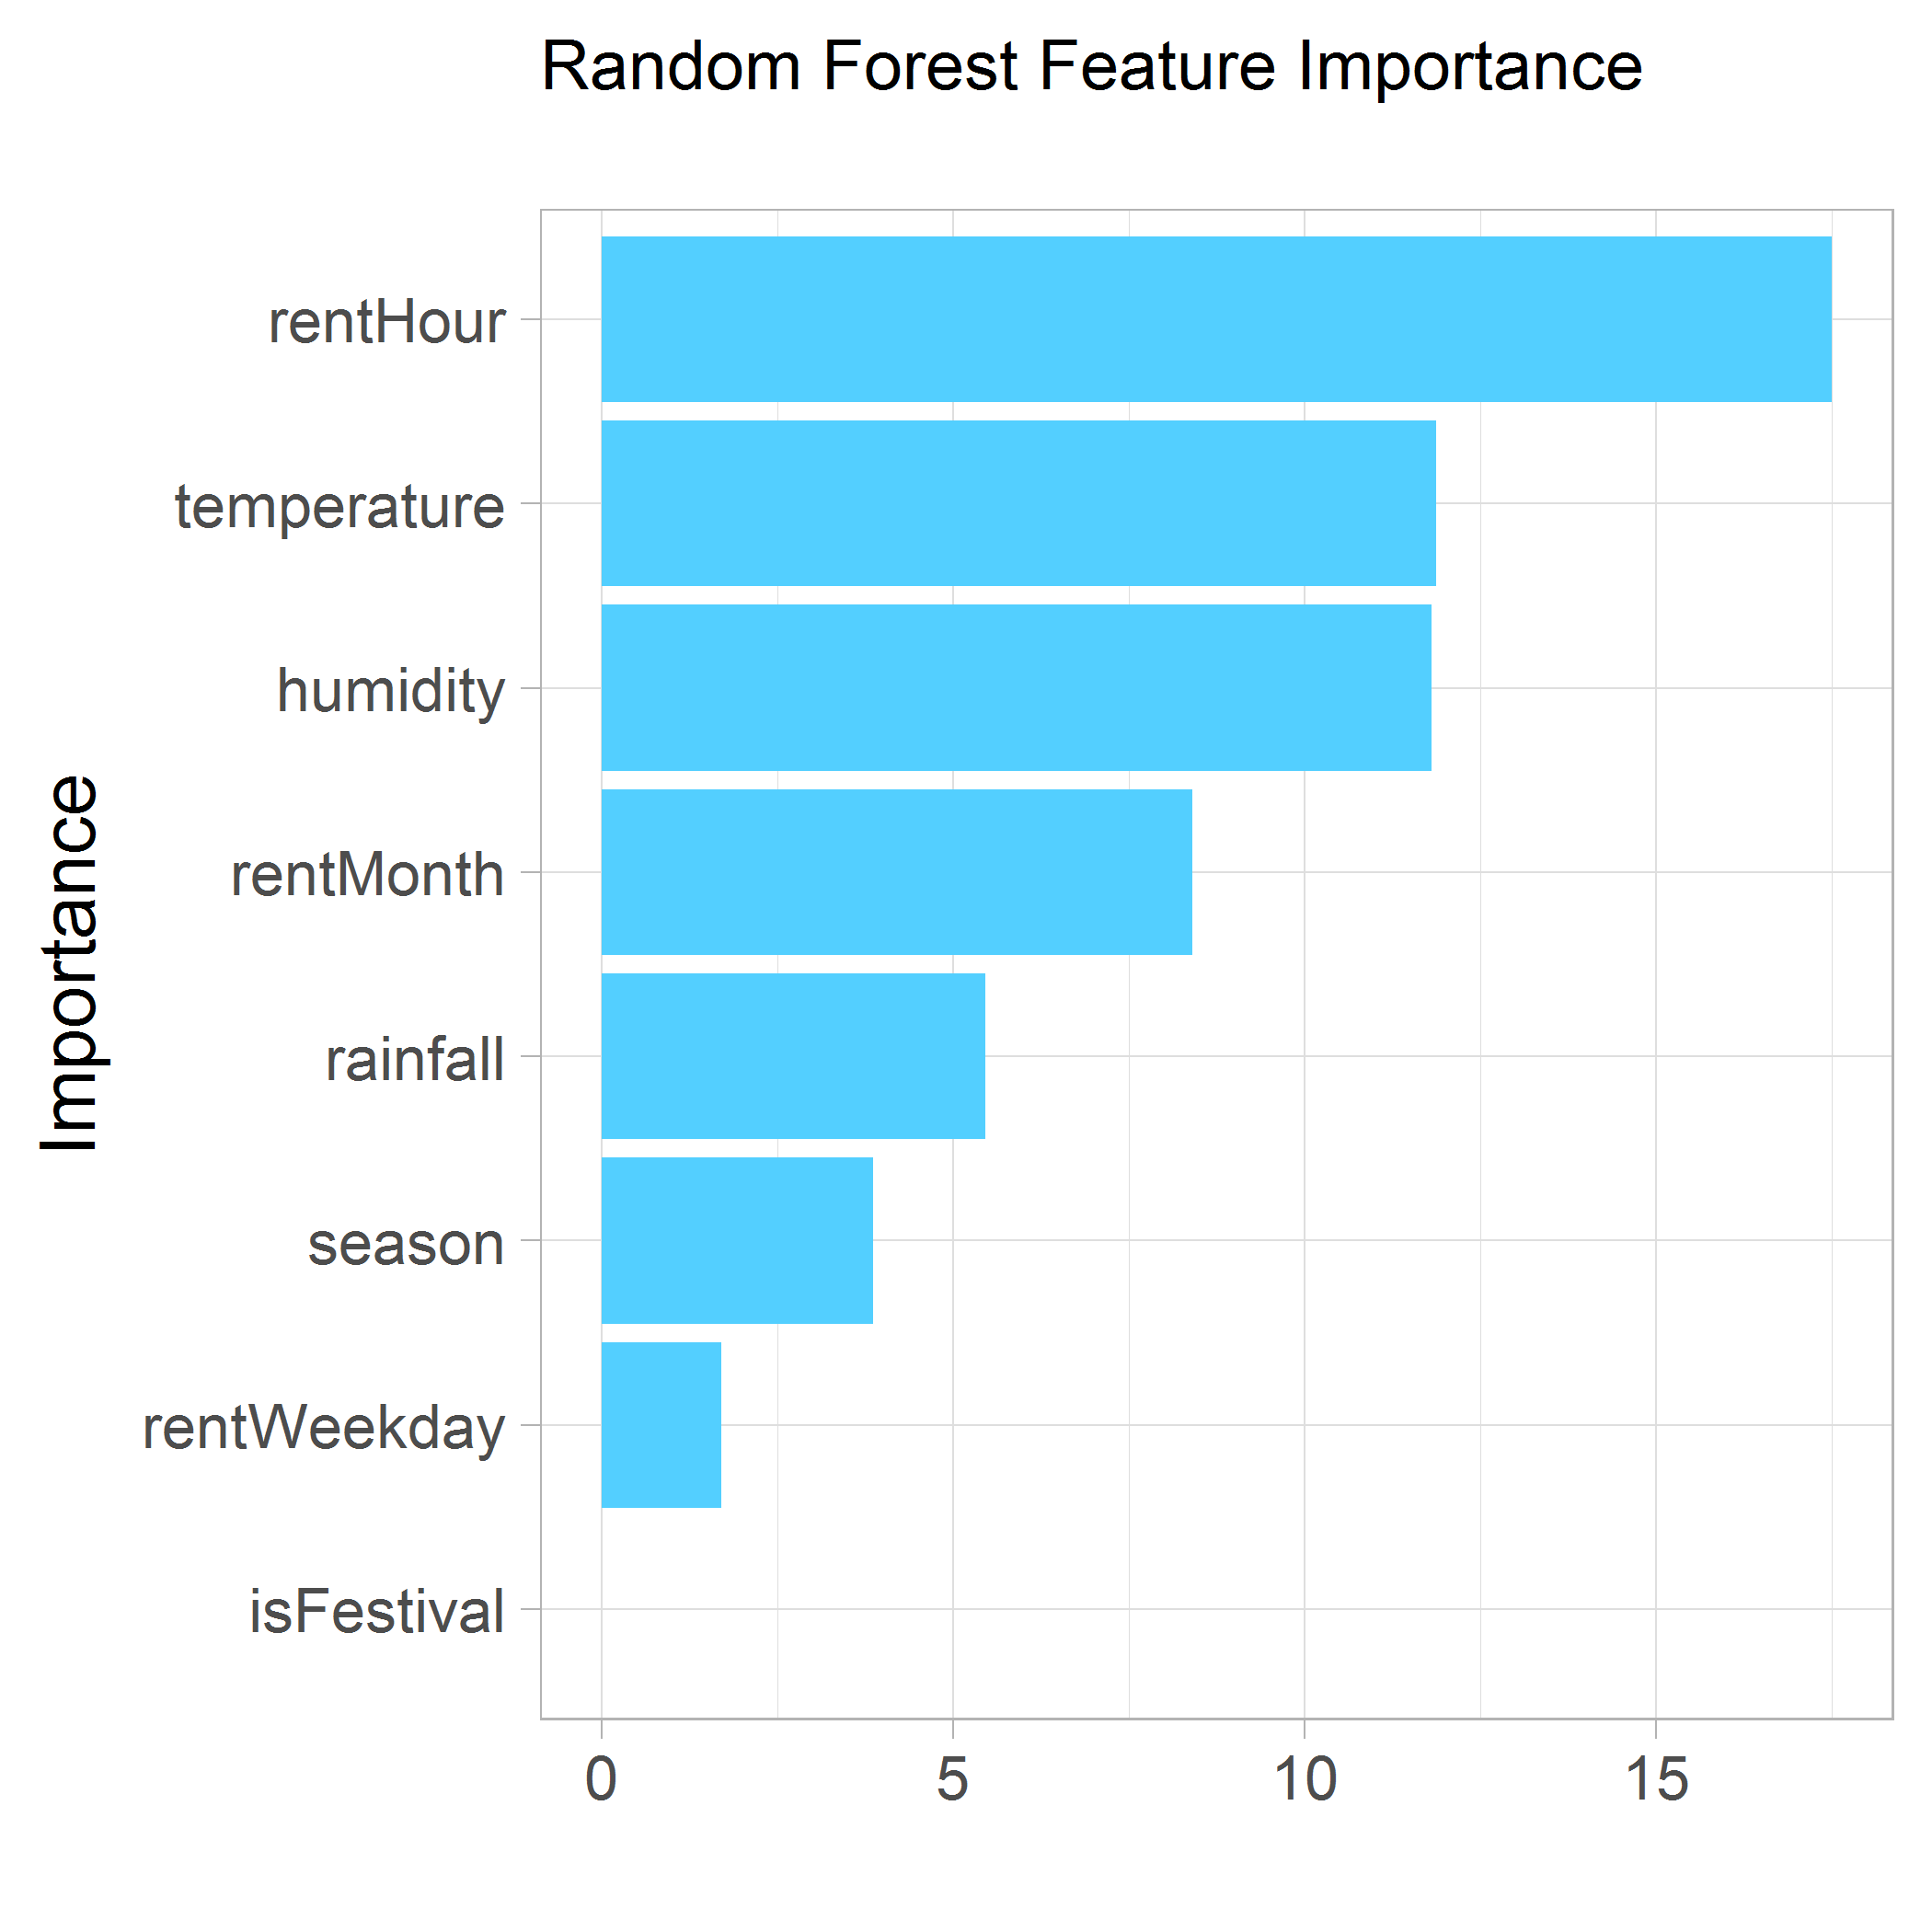 Random Forest Feature Importance
Importance
rentHour
temperature
humidity
rentMonth
rainfall
season
rentWeekday
isFestival
0 5 10 15